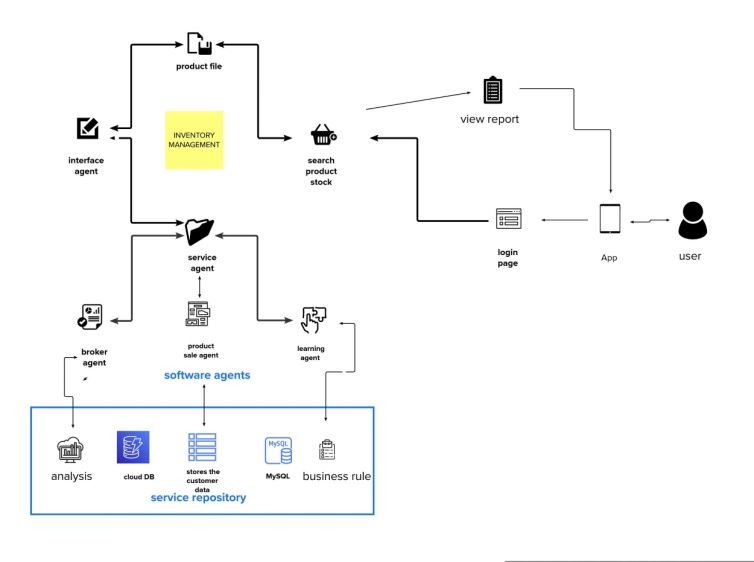 product file
view report
INVENTORY
MANAGEMENT
interface
agent
search
product
stock
login
page
App
user
service
agent
broker
agent
product
sale agent
learning
agent
software agents
MySQL
analysis
cloud DB
stores the
customer
data
MySQL
business rule
service repository